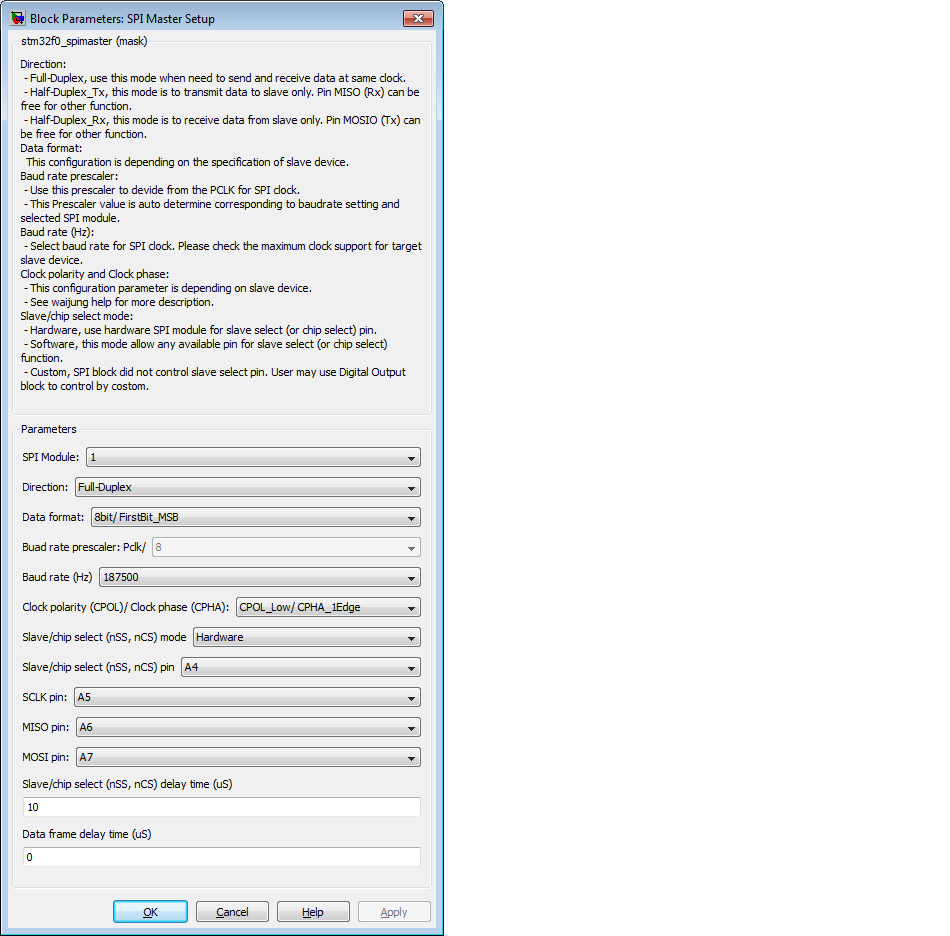 Block Parameters: SPI Master Setup
stm32f0_spimaster (mask)
Direction:
- Full-Duplex, use this mode when need to send and receive data at same clock.
- Half-Duplex_Tx, this mode is to transmit data to slave only. Pin MISO (Rx) can be
free for other function.
- Half-Duplex_Rx, this mode is to receive data from slave only. Pin MOSIO (Tx) can
be free for other function.
Data format:
This configuration is depending on the specification of slave device.
Baud rate prescaler:
- Use this prescaler to devide from the PCLK for SPI clock.
- This Prescaler value is auto determine corresponding to baudrate setting and
selected SPI module.
Baud rate (Hz):
- Select baud rate for SPI clock. Please check the maximum clock support for target
slave device.
Clock polarity and Clock phase:
- This configuration parameter is depending on slave device.
- See waijung help for more description.
Slave/chip select mode:
- Hardware, use hardware SPI module for slave select (or chip select) pin.
- Software, this mode allow any available pin for slave select (or chip select)
function.
- Custom, SPI block did not control slave select pin. User may use Digital Output
block to control by costom.
Parameters
SPI Module: 1
Direction: Full-Duplex
Data format: 8bit/ FirstBit_MSB
Buad rate prescaler: Pclk/ 8
Baud rate (Hz) 187500
Clock polarity (CPOL)/ Clock phase (CPHA): CPOL_Low/ CPHA_1Edge
Slave/chip select (nSS, nCS) mode Hardware
Slave/chip select (nSS, nCS) pin A4
SCLK pin: A5
MISO pin: A6
MOSI pin: A7
Slave/chip select (nSS, nCS) delay time (uS)
10
Data frame delay time (uS)
0
OK Cancel Help Apply